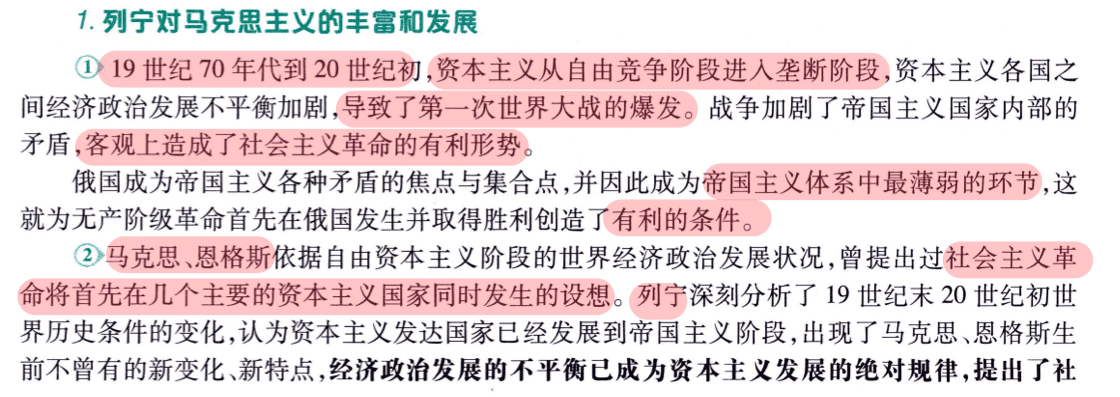 1. 列宁对马克思主义的丰富和发展
① 19 世纪 70 年代到 20 世纪初,资本主义从自由竞争阶段进入垄断阶段,资本主义各国之
间经济政治发展不平衡加剧,导致了第一次世界大战的爆发。战争加剧了帝国主义国家内部的
矛盾,客观上造成了社会主义革命的有利形势。
俄国成为帝国主义各种矛盾的焦点与集合点,并因此成为帝国主义体系中最薄弱的环节,这
就为无产阶级革命首先在俄国发生并取得胜利创造了有利的条件。
② 马克思、恩格斯依据自由资本主义阶段的世界经济政治发展状况,曾提出过社会主义革
命将首先在几个主要的资本主义国家同时发生的设想。列宁深刻分析了 19 世纪末 20 世纪初世
界历史条件的变化,认为资本主义发达国家已经发展到帝国主义阶段,出现了马克思、恩格斯生
前不曾有的新变化、新特点,经济政治发展的不平衡已成为资本主义发展的绝对规律,提出了社